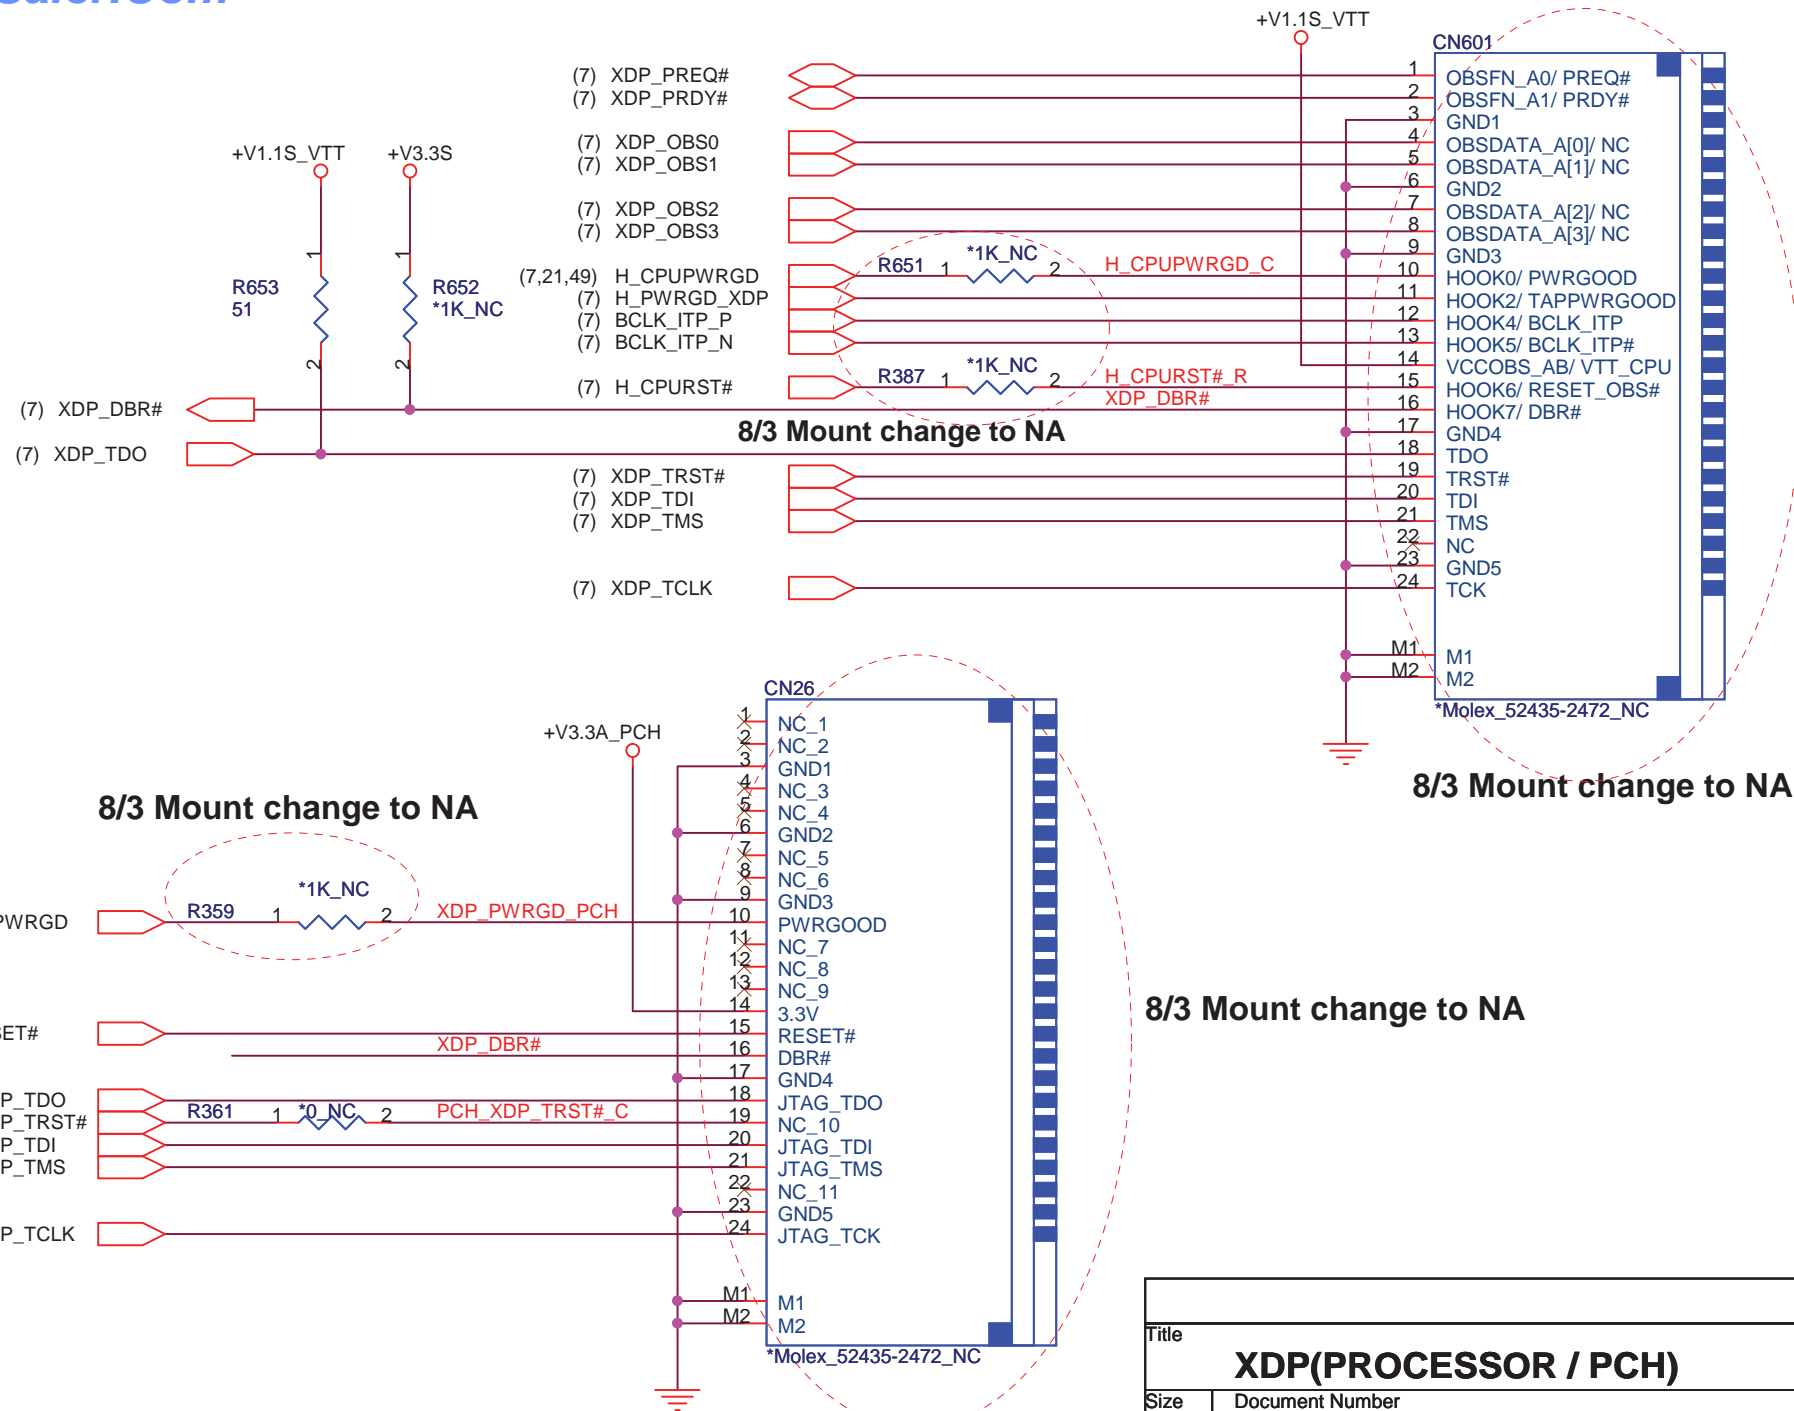 +V1.1S_VTT
CN601
(7) XDP_PREQ#
1 OBSFN_A0/ PREQ#
(7) XDP_PRDY#
2 OBSFN_A1/ PRDY#
3 GND1
(7) XDP_OBS0
4 OBSDATA_A[0]/ NC
(7) XDP_OBS1
5 OBSDATA_A[1]/ NC
6 GND2
(7) XDP_OBS2
7 OBSDATA_A[2]/ NC
(7) XDP_OBS3
8 OBSDATA_A[3]/ NC
9 GND3
(7,21,49) H_CPUPWRGD
R651 1 *1K_NC 2 H_CPUPWRGD_C
10 HOOK0/ PWRGOOD
(7) H_PWRGD_XDP
11 HOOK2/ TAPPWRGOOD
(7) BCLK_ITP_P
12 HOOK4/ BCLK_ITP
(7) BCLK_ITP_N
13 HOOK5/ BCLK_ITP#
14 VCCOBS_AB/ VTT_CPU
(7) H_CPURST#
R387 1 *1K_NC 2 H_CPURST#_R
15 HOOK6/ RESET_OBS#
XDP_DBR#
16 HOOK7/ DBR#
17 GND4
18 TDO
(7) XDP_TRST#
19 TRST#
(7) XDP_TDI
20 TDI
(7) XDP_TMS
21 TMS
22 NC
23 GND5
(7) XDP_TCLK
24 TCK
M1 M1
M2 M2
*Molex_52435-2472_NC
8/3 Mount change to NA
+V1.1S_VTT
+V3.3S
1
1
R653
51
R652
*1K_NC
2
2
(7) XDP_DBR#
(7) XDP_TDO
8/3 Mount change to NA
CN26
+V3.3A_PCH
1 NC_1
2 NC_2
3 GND1
4 NC_3
5 NC_4
6 GND2
7 NC_5
8 NC_6
9 GND3
8/3 Mount change to NA
PWRGD
R359 1 *1K_NC 2 XDP_PWRGD_PCH
10 PWRGOOD
11 NC_7
12 NC_8
13 NC_9
14 3.3V
SET#
15 RESET#
XDP_DBR#
16 DBR#
17 GND4
P_TDO
18 JTAG_TDO
P_TRST#
R361 1 *0_NC 2 PCH_XDP_TRST#_C
19 NC_10
P_TDI
20 JTAG_TDI
P_TMS
21 JTAG_TMS
22 NC_11
23 GND5
P_TCLK
24 JTAG_TCK
M1 M1
M2 M2
*Molex_52435-2472_NC
8/3 Mount change to NA
Title
XDP(PROCESSOR / PCH)
Size
Document Number